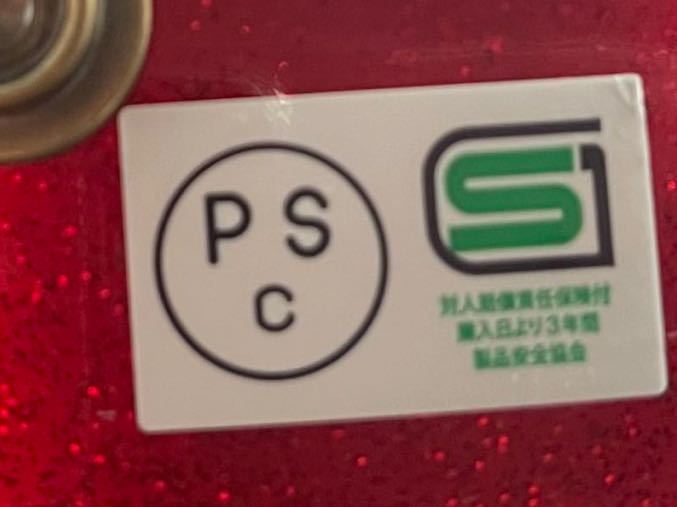 P S
C
S
対人賠償責任保険付
購入日より3年間
製品安全協会